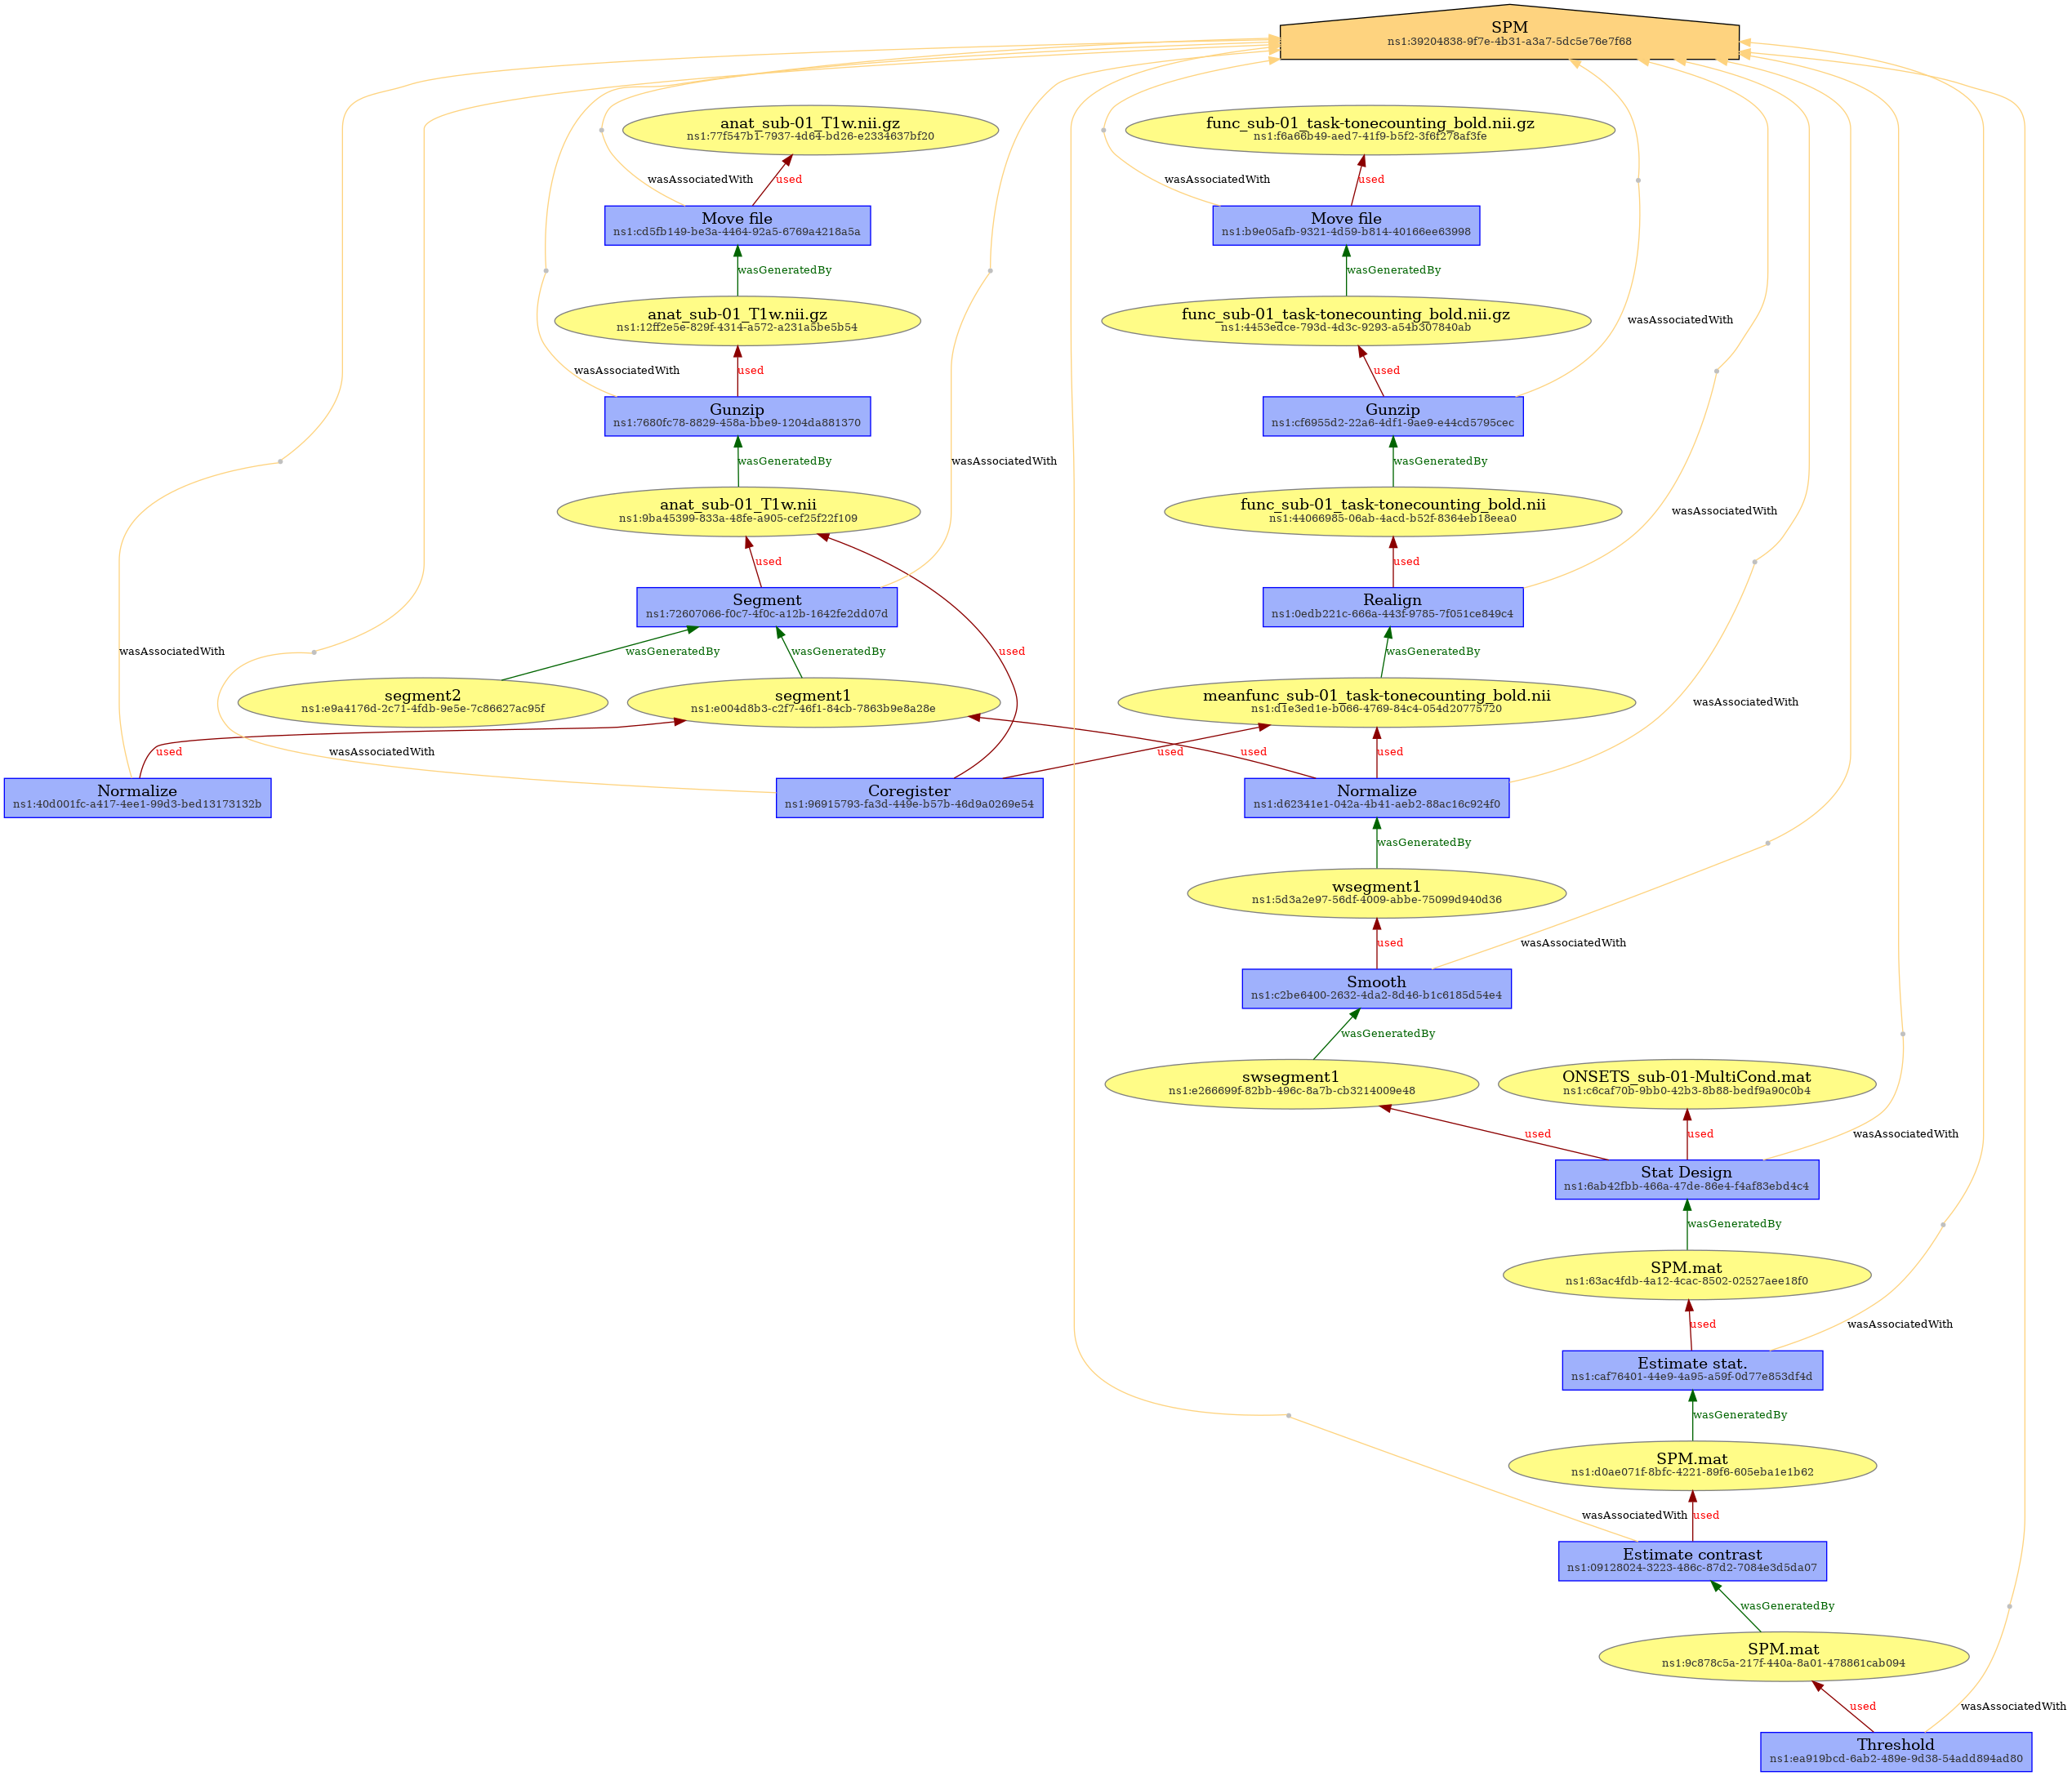 SPM
ns1:39204838-9f7e-4b31-a3a7-5dc5e76e7f68
anat_sub-01_T1w.nii.gz
ns1:77f547b1-7937-4d64-bd26-e2334637bf20
func_sub-01_task-tonecounting_bold.nii.gz
ns1:f6a66b49-aed7-41f9-b5f2-3f6f278af3fe
wasAssociatedWith
used
wasAssociatedWith
used
Move file
ns1:cd5fb149-be3a-4464-92a5-6769a4218a5a
Move file
ns1:b9e05afb-9321-4d59-b814-40166ee63998
wasGeneratedBy
wasGeneratedBy
anat_sub-01_T1w.nii.gz
ns1:12ff2e5e-829f-4314-a572-a231a5be5b54
func_sub-01_task-tonecounting_bold.nii.gz
ns1:4453edce-793d-4d3c-9293-a54b307840ab
wasAssociatedWith
wasAssociatedWith
used
used
Gunzip
ns1:7680fc78-8829-458a-bbe9-1204da881370
Gunzip
ns1:cf6955d2-22a6-4df1-9ae9-e44cd5795cec
wasGeneratedBy
wasAssociatedWith
wasGeneratedBy
anat_sub-01_T1w.nii
ns1:9ba45399-833a-48fe-a905-cef25f22f109
func_sub-01_task-tonecounting_bold.nii
ns1:44066985-06ab-4acd-b52f-8364eb18eea0
wasAssociatedWith
used
used
Segment
ns1:72607066-f0c7-4f0c-a12b-1642fe2dd07d
Realign
ns1:0edb221c-666a-443f-9785-7f051ce849c4
wasAssociatedWith
wasGeneratedBy
wasGeneratedBy
used
wasGeneratedBy
segment2
ns1:e9a4176d-2c71-4fdb-9e5e-7c86627ac95f
segment1
ns1:e004d8b3-c2f7-46f1-84cb-7863b9e8a28e
meanfunc_sub-01_task-tonecounting_bold.nii
ns1:d1e3ed1e-b066-4769-84c4-054d20775720
wasAssociatedWith
used
wasAssociatedWith
used
used
used
Normalize
ns1:40d001fc-a417-4ee1-99d3-bed13173132b
Coregister
ns1:96915793-fa3d-449e-b57b-46d9a0269e54
Normalize
ns1:d62341e1-042a-4b41-aeb2-88ac16c924f0
wasGeneratedBy
wsegment1
ns1:5d3a2e97-56df-4009-abbe-75099d940d36
used
wasAssociatedWith
Smooth
ns1:c2be6400-2632-4da2-8d46-b1c6185d54e4
wasGeneratedBy
swsegment1
ns1:e266699f-82bb-496c-8a7b-cb3214009e48
ONSETS_sub-01-MultiCond.mat
ns1:c6caf70b-9bb0-42b3-8b88-bedf9a90c0b4
used
used
wasAssociatedWith
Stat Design
ns1:6ab42fbb-466a-47de-86e4-f4af83ebd4c4
wasGeneratedBy
SPM.mat
ns1:63ac4fdb-4a12-4cac-8502-02527aee18f0
used
wasAssociatedWith
Estimate stat.
ns1:caf76401-44e9-4a95-a59f-0d77e853df4d
wasGeneratedBy
SPM.mat
ns1:d0ae071f-8bfc-4221-89f6-605eba1e1b62
wasAssociatedWith
used
Estimate contrast
ns1:09128024-3223-486c-87d2-7084e3d5da07
wasGeneratedBy
SPM.mat
ns1:9c878c5a-217f-440a-8a01-478861cab094
used
wasAssociatedWith
Threshold
ns1:ea919bcd-6ab2-489e-9d38-54add894ad80